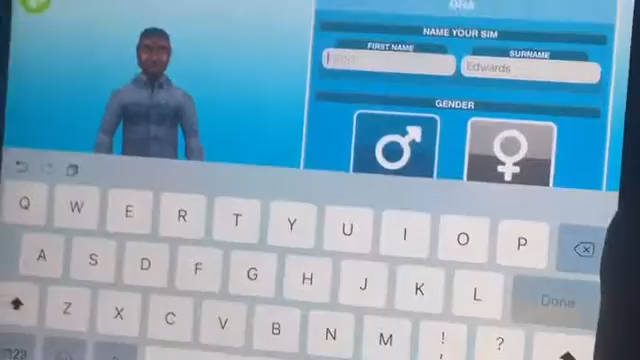 NAME YOUR SIM
FIRST NAME
SURNAME
Edwards
GENDER
Q W E R T Y U I O P
A S D F G H J K L Done
Z X C V B N M ! ?